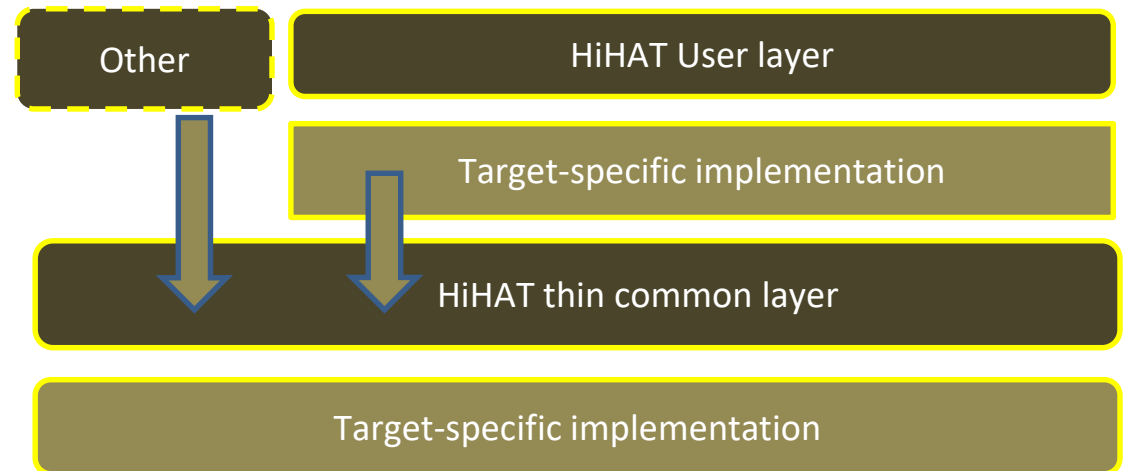 Other
HiHAT User layer
Target-specific implementation
HiHAT thin common layer
Target-specific implementation